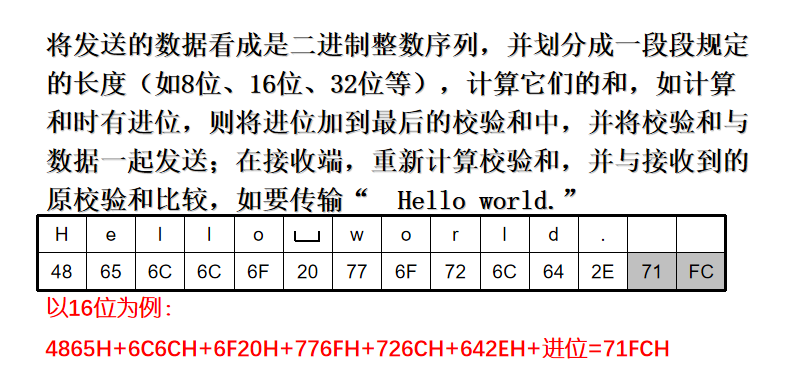 将发送的数据看成是二进制整数序列，并划分成一段段规定
的长度（如8位、16位、32位等），计算它们的和，如计算
和时有进位，则将进位加到最后的校验和中，并将校验和与
数据一起发送；在接收端，重新计算校验和，并与接收到的
原校验和比较，如要传输“ Hello world.”
H e l l o ␣ w o r l d .
48 65 6C 6C 6F 20 77 6F 72 6C 64 2E 71 FC
以16位为例：
4865H+6C6CH+6F20H+776FH+726CH+642EH+进位=71FCH